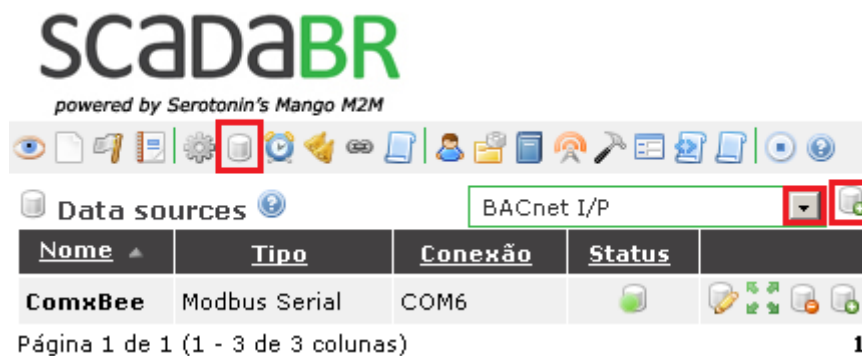 SCADABR
powered by Serotonin's Mango M2M
Data sources BACnet I/P
Nome Tipo Conexão Status
ComxBee Modbus Serial COM6
Página 1 de 1 (1 - 3 de 3 colunas) 1